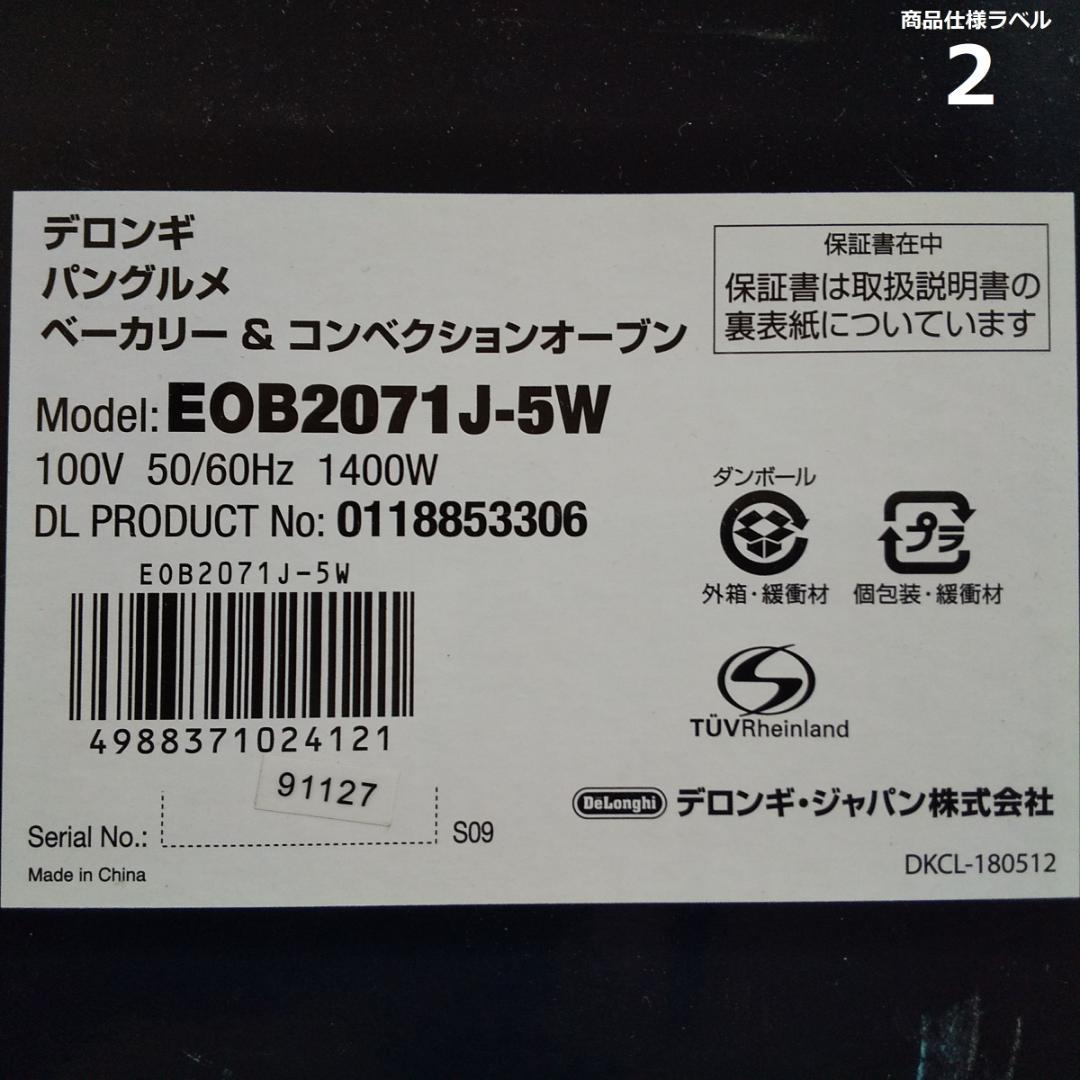 商品仕様ラベル
2
デロンギ
パングルメ
ベーカリー & コンベクションオーブン
保証書在中
保証書は取扱説明書の
裏表紙についています
Model: EOB2071J-5W
100V 50/60Hz 1400W
DL PRODUCT No: 0118853306
EOB2071J-5W
4988371024121
91127
Serial No.:
S09
Made in China
ダンボール
外箱・緩衝材
プラ
個包装・緩衝材
TÜVRheinland
DeLonghi デロンギ・ジャパン株式会社
DKCL-180512